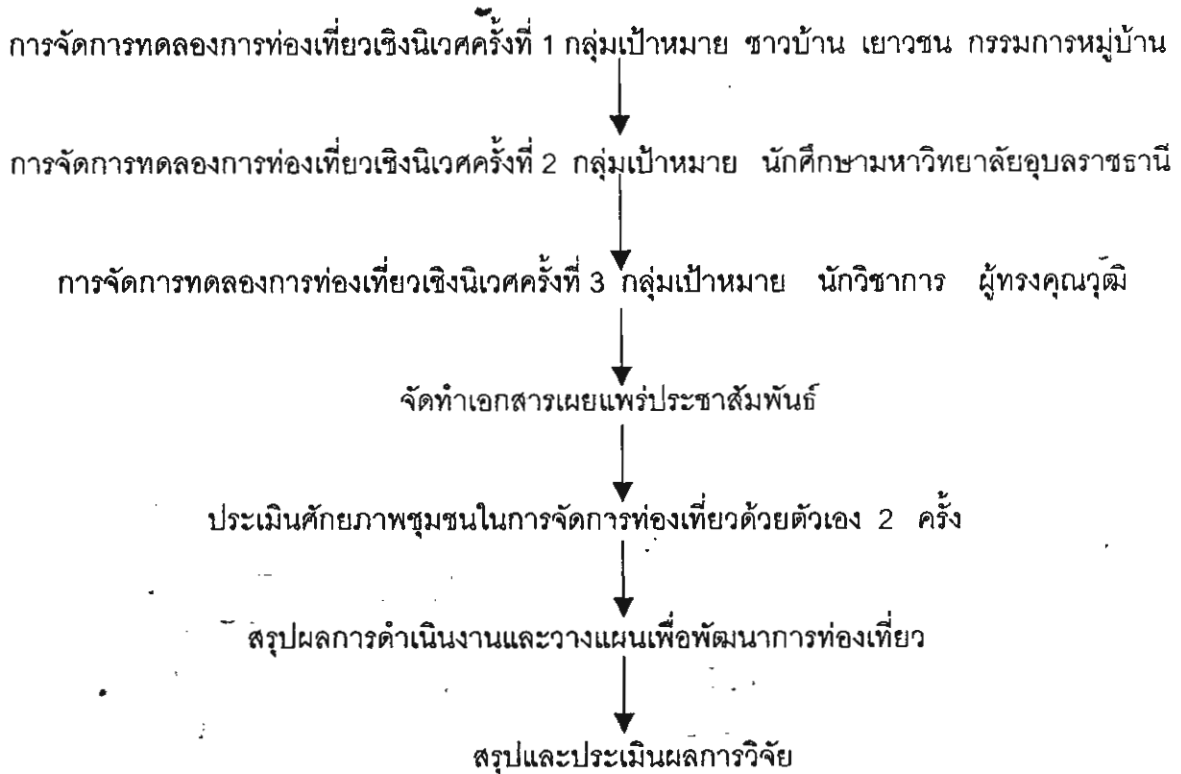 การจัดการทดลองการท่องเที่ยวเชิงนิเวศครั้งที่ 1 กลุ่มเป้าหมาย ชาวบ้าน เยาวชน กรรมการหมู่บ้าน
การจัดการทดลองการท่องเที่ยวเชิงนิเวศครั้งที่ 2 กลุ่มเป้าหมาย นักศึกษามหาวิทยาลัยอุบลราชธานี
การจัดการทดลองการท่องเที่ยวเชิงนิเวศครั้งที่ 3 กลุ่มเป้าหมาย นักวิชาการ ผู้ทรงคุณวุฒิ
จัดทำเอกสารเผยแพร่ประชาสัมพันธ์
ประเมินศักยภาพชุมชนในการจัดการท่องเที่ยวด้วยตัวเอง 2 ครั้ง
สรุปผลการดำเนินงานและวางแผนเพื่อพัฒนาการท่องเที่ยว
สรุปและประเมินผลการวิจัย